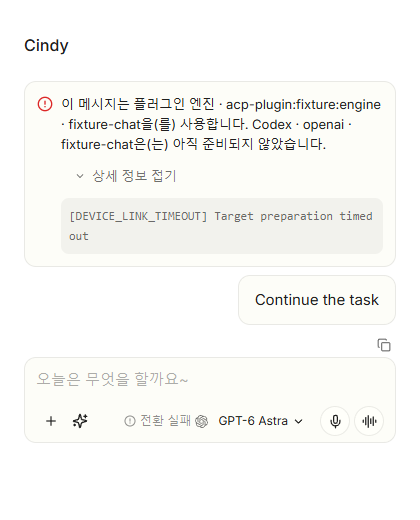 Cindy
이 메시지는 플러그인 엔진 · acp-plugin:fixture:engine
· fixture-chat을(를) 사용합니다. Codex · openai ·
fixture-chat은(는) 아직 준비되지 않았습니다.
상세 정보 접기
[DEVICE_LINK_TIMEOUT] Target preparation timed
out
Continue the task
오늘은 무엇을 할까요~
전환 실패 GPT-6 Astra